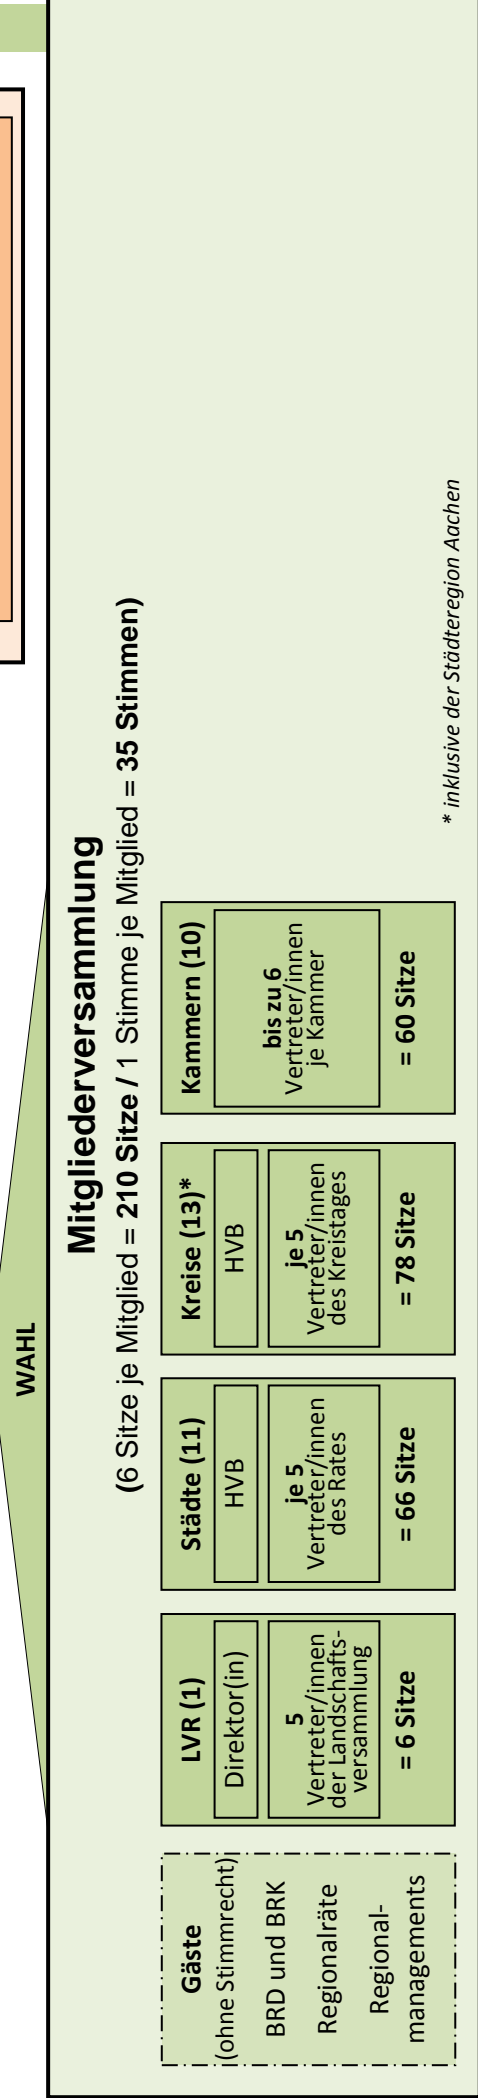 WAHL
Mitgliederversammlung
(6 Sitze je Mitglied = 210 Sitze / 1 Stimme je Mitglied = 35 Stimmen)
Gäste
(ohne Stimmrecht)
BRD und BRK
Regionalräte
Regional-
managements
LVR (1)
Direktor(in)
5
Vertreter/innen
der Landschafts-
versammlung
= 6 Sitze
Städte (11)
HVB
je 5
Vertreter/innen
des Rates
= 66 Sitze
Kreise (13)*
HVB
je 5
Vertreter/innen
des Kreistages
= 78 Sitze
Kammern (10)
bis zu 6
Vertreter/innen
je Kammer
= 60 Sitze
* inklusive der Städteregion Aachen